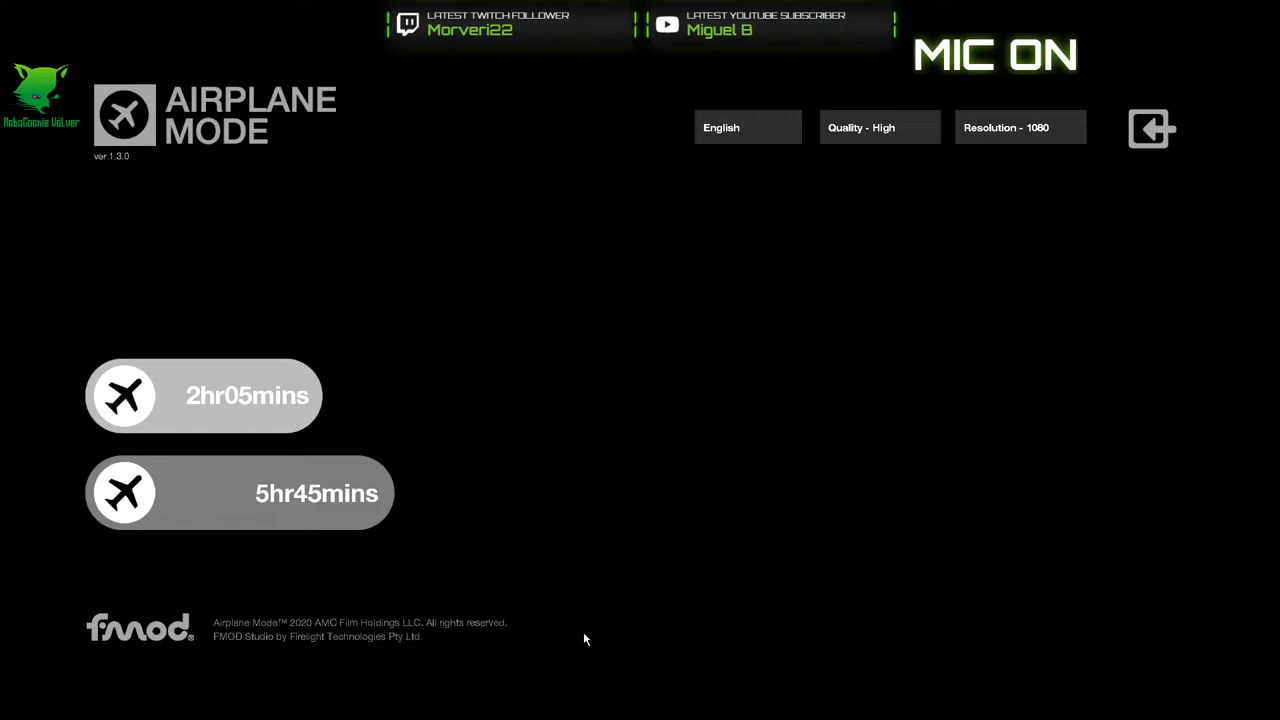 LATEST TWITCH FOLLOWER
Morveri22
LATEST YOUTUBE SUBSCRIBER
Miguel B
MIC ON
RoboCookie Wölver
AIRPLANE
MODE
ver.1.3.0
English
Quality - High
Resolution - 1080
2hr05mins
5hr45mins
fmod.
Airplane Mode™ 2020 AMC Film Holdings LLC. All rights reserved.
FMOD Studio by Firelight Technologies Pty Ltd.